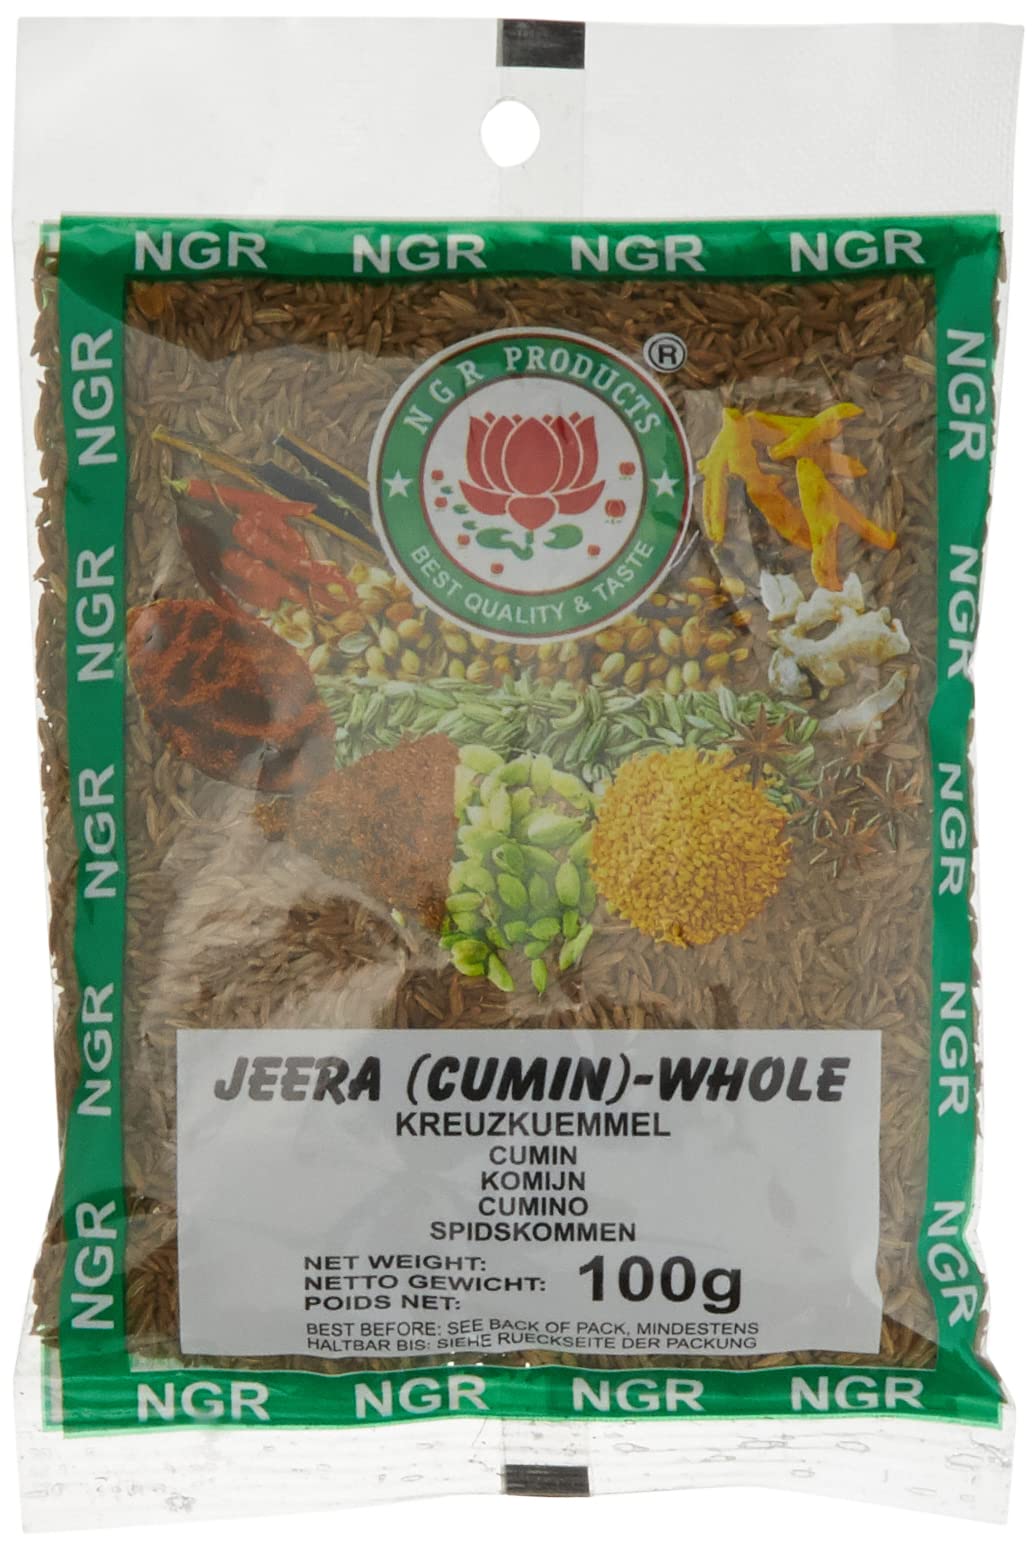 NGR NGR NGR NGR
NGR
NGR
NGR
NGR
NGR
NGR
NGR
NGR
NGR
NGR
N G R PRODUCTS
®
BEST QUALITY & TASTE
JEERA (CUMIN)-WHOLE
KREUZKUEMMEL
CUMIN
KOMIJN
CUMINO
SPIDSKOMMEN
NET WEIGHT:
NETTO GEWICHT: 100g
POIDS NET:
BEST BEFORE: SEE BACK OF PACK, MINDESTENS
HALTBAR BIS: SIEHE RUECKSEITE DER PACKUNG
NGR NGR NGR NGR